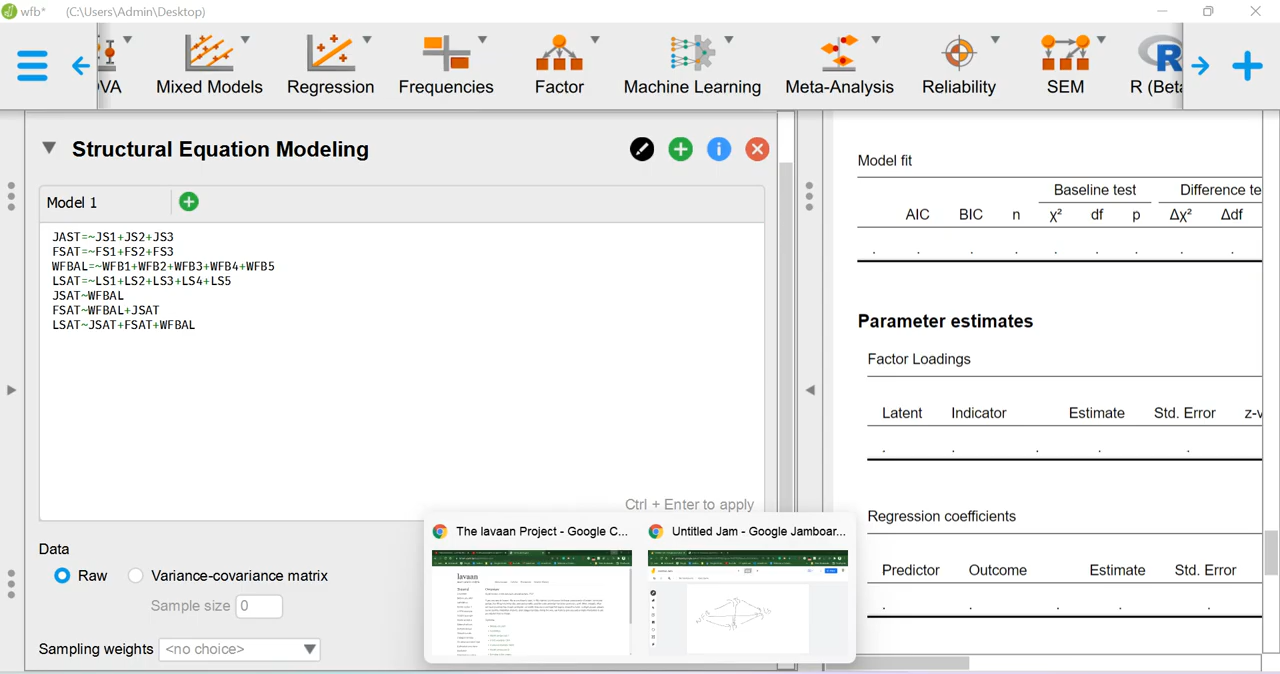 wfb* (C:\Users\Admin\Desktop)
VA
Mixed Models
Regression
Frequencies
Factor
Machine Learning
Meta-Analysis
Reliability
SEM
R (Beta
Structural Equation Modeling
Model 1
JAST=~JS1+JS2+JS3
FSAT=~FS1+FS2+FS3
WFBAL=~WFB1+WFB2+WFB3+WFB4+WFB5
LSAT=~LS1+LS2+LS3+LS4+LS5
JSAT~WFBAL
FSAT~WFBAL+JSAT
LSAT~JSAT+FSAT+WFBAL
Ctrl + Enter to apply
Data
Raw Variance-covariance matrix
Sample size 0
Sampling weights <no choice>
The lavaan Project - Google C...
Untitled Jam - Google Jamboar...
lavaan
Model fit
Baseline test Difference te
AIC BIC n χ² df p Δχ² Δdf
Parameter estimates
Factor Loadings
Latent Indicator Estimate Std. Error z-v
Regression coefficients
Predictor Outcome Estimate Std. Error